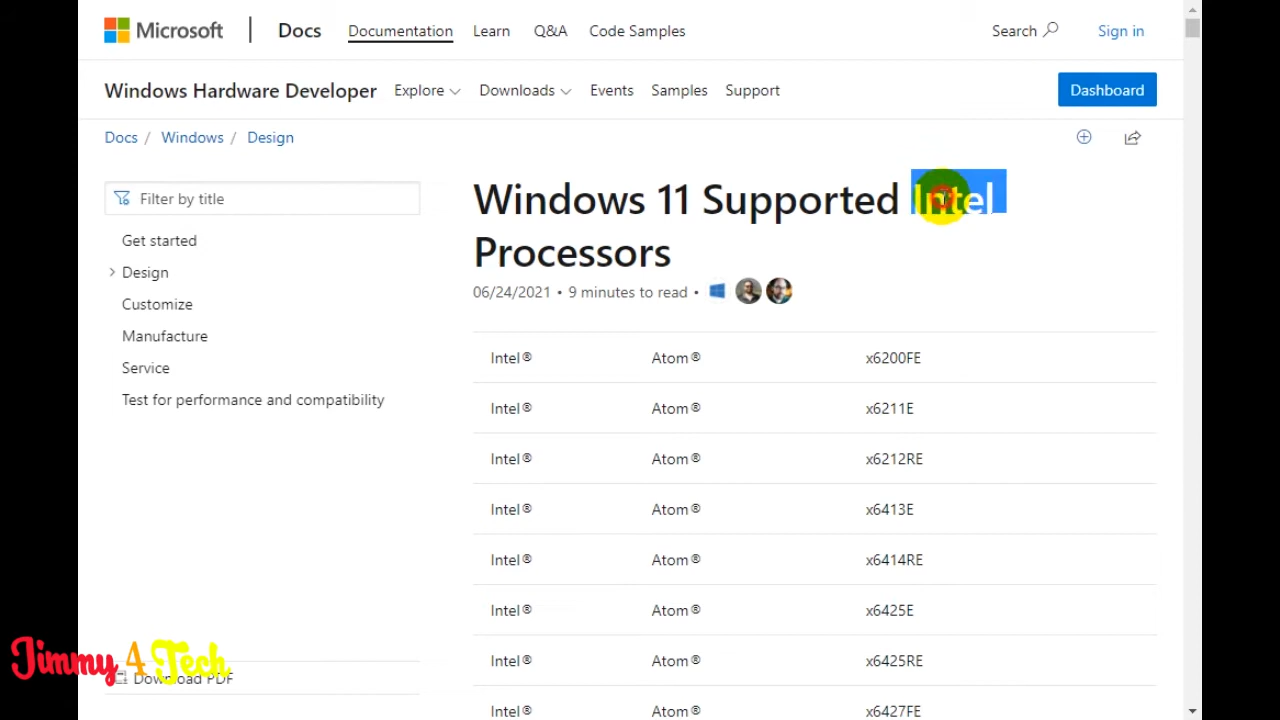 Microsoft | Docs Documentation Learn Q&A Code Samples Search Sign in
Windows Hardware Developer Explore Downloads Events Samples Support Dashboard
Docs / Windows / Design
Filter by title
Get started
Design
Customize
Manufacture
Service
Test for performance and compatibility
Download PDF
Windows 11 Supported Intel
Processors
06/24/2021 • 9 minutes to read •
Intel® Atom® x6200FE
Intel® Atom® x6211E
Intel® Atom® x6212RE
Intel® Atom® x6413E
Intel® Atom® x6414RE
Intel® Atom® x6425E
Intel® Atom® x6425RE
Intel® Atom® x6427FE
Jimmy 4 Tech